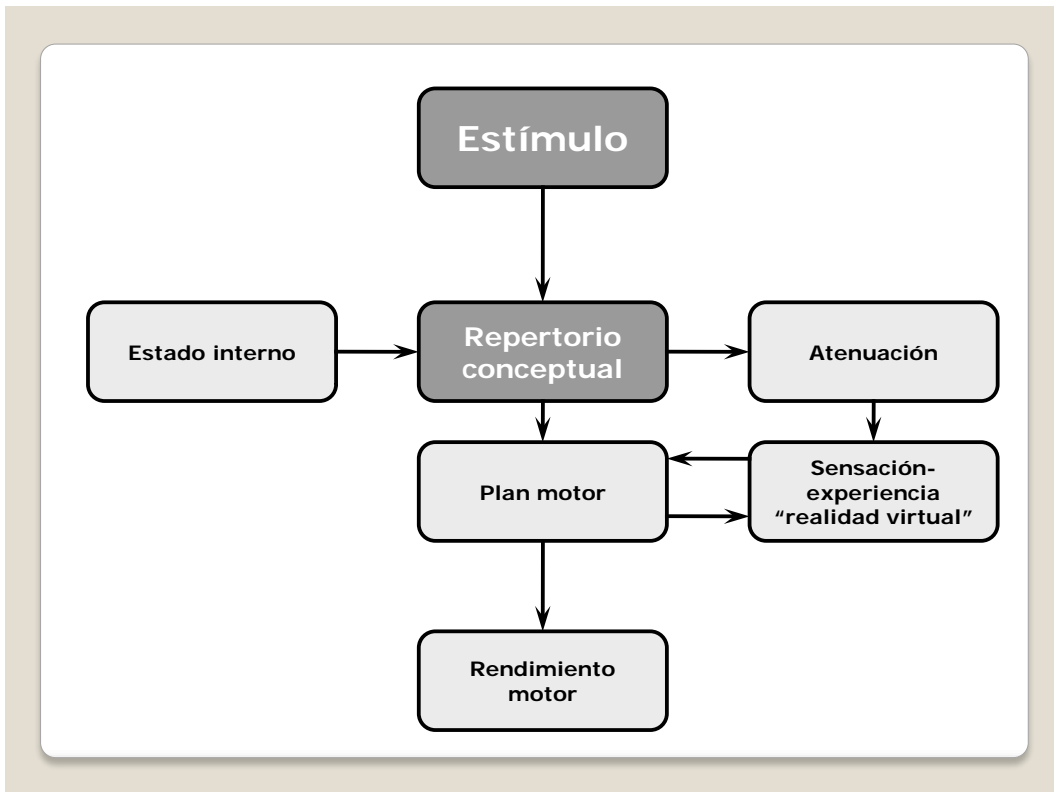 Estímulo
Estado interno
Repertorio
conceptual
Atenuación
Plan motor
Sensación-
experiencia
“realidad virtual”
Rendimiento
motor